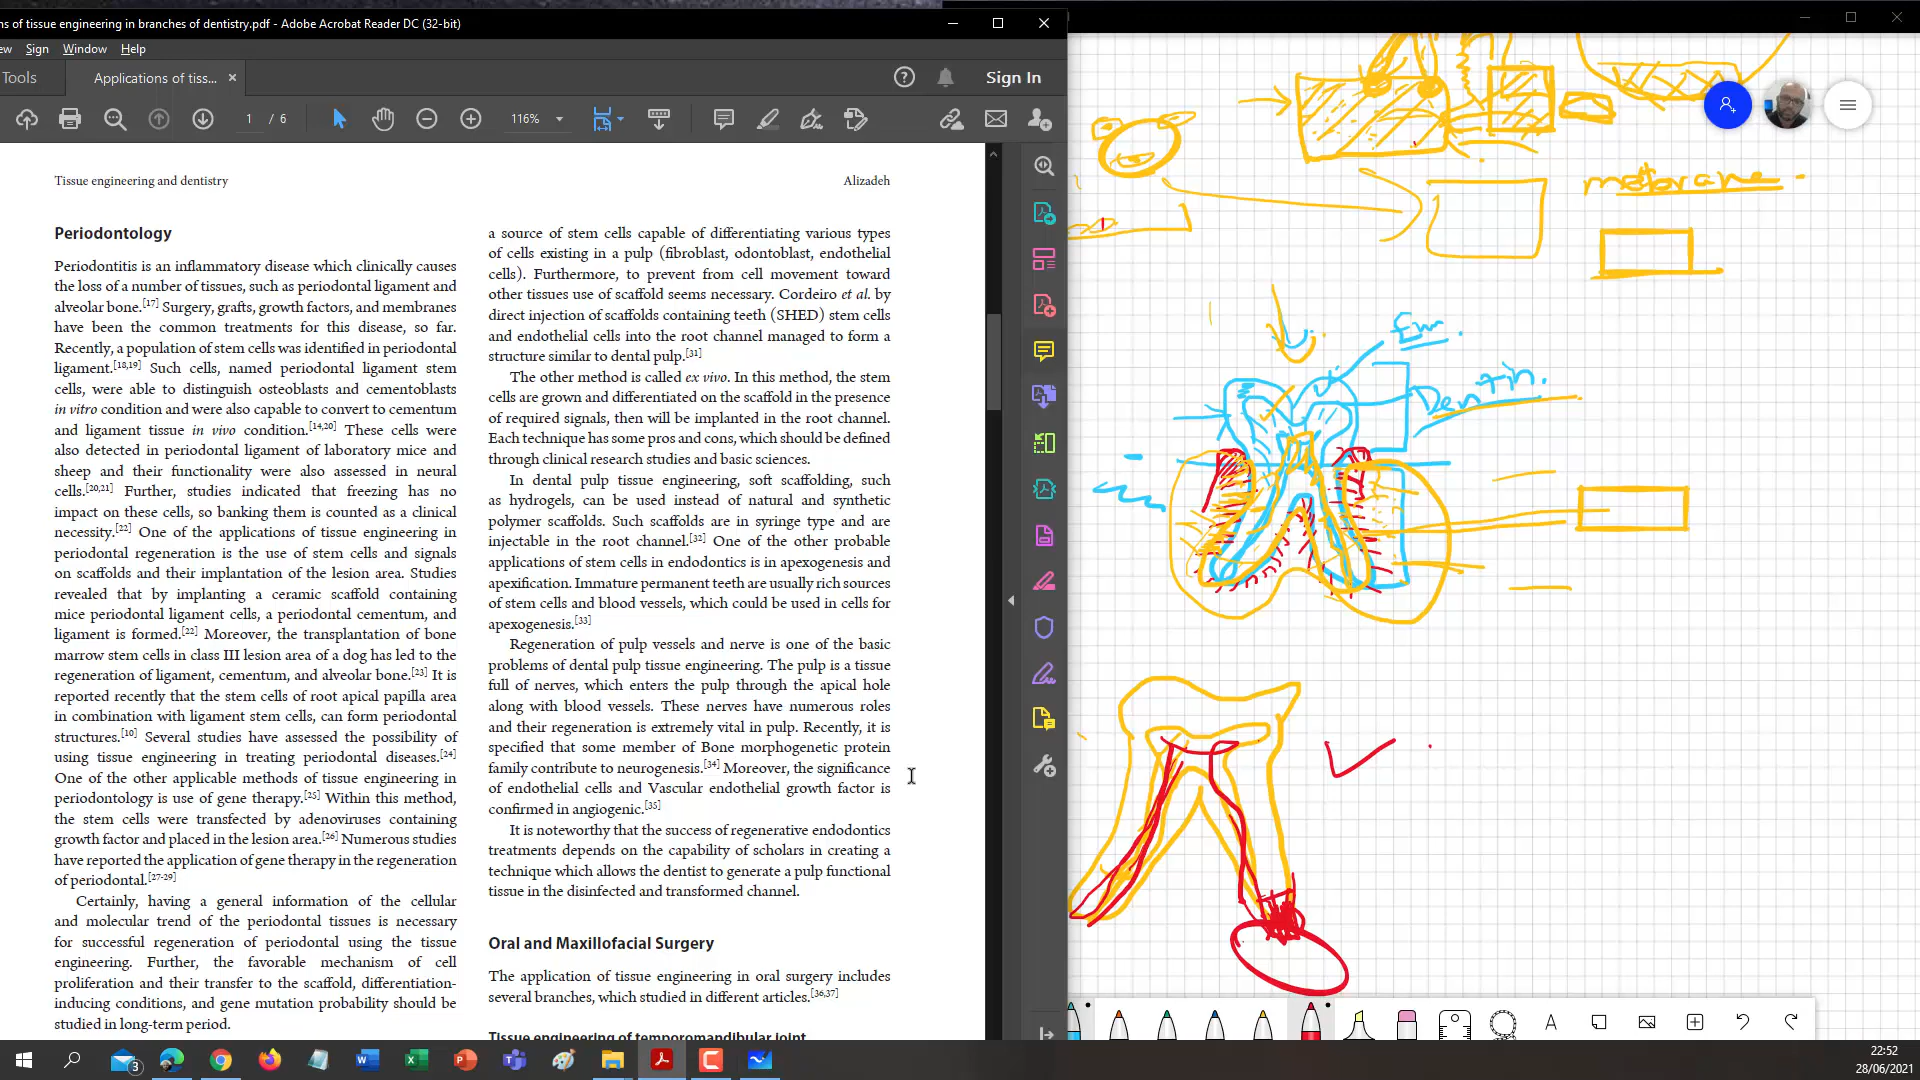 ns of tissue engineering in branches of dentistry.pdf - Adobe Acrobat Reader DC (32-bit)
ew Sign Window Help
Tools
Applications of tiss... ×
Sign In
1 / 6
116%
Tissue engineering and dentistry
Alizadeh
Periodontology
Periodontitis is an inflammatory disease which clinically causes
the loss of a number of tissues, such as periodontal ligament and
alveolar bone.[17] Surgery, grafts, growth factors, and membranes
have been the common treatments for this disease, so far.
Recently, a population of stem cells was identified in periodontal
ligament.[18,19] Such cells, named periodontal ligament stem
cells, were able to distinguish osteoblasts and cementoblasts
in vitro condition and were also capable to convert to cementum
and ligament tissue in vivo condition.[14,20] These cells were
also detected in periodontal ligament of laboratory mice and
sheep and their functionality were also assessed in neural
cells.[20,21] Further, studies indicated that freezing has no
impact on these cells, so banking them is counted as a clinical
necessity.[22] One of the applications of tissue engineering in
periodontal regeneration is the use of stem cells and signals
on scaffolds and their implantation of the lesion area. Studies
revealed that by implanting a ceramic scaffold containing
mice periodontal ligament cells, a periodontal cementum, and
ligament is formed.[22] Moreover, the transplantation of bone
marrow stem cells in class III lesion area of a dog has led to the
regeneration of ligament, cementum, and alveolar bone.[23] It is
reported recently that the stem cells of root apical papilla area
in combination with ligament stem cells, can form periodontal
structures.[10] Several studies have assessed the possibility of
using tissue engineering in treating periodontal diseases.[24]
One of the other applicable methods of tissue engineering in
periodontology is use of gene therapy.[25] Within this method,
the stem cells were transfected by adenoviruses containing
growth factor and placed in the lesion area.[26] Numerous studies
have reported the application of gene therapy in the regeneration
of periodontal.[27-29]
Certainly, having a general information of the cellular
and molecular trend of the periodontal tissues is necessary
for successful regeneration of periodontal using the tissue
engineering. Further, the favorable mechanism of cell
proliferation and their transfer to the scaffold, differentiation-
inducing conditions, and gene mutation probability should be
studied in long-term period.
a source of stem cells capable of differentiating various types
of cells existing in a pulp (fibroblast, odontoblast, endothelial
cells). Furthermore, to prevent from cell movement toward
other tissues use of scaffold seems necessary. Cordeiro et al. by
direct injection of scaffolds containing teeth (SHED) stem cells
and endothelial cells into the root channel managed to form a
structure similar to dental pulp.[31]
The other method is called ex vivo. In this method, the stem
cells are grown and differentiated on the scaffold in the presence
of required signals, then will be implanted in the root channel.
Each technique has some pros and cons, which should be defined
through clinical research studies and basic sciences.
In dental pulp tissue engineering, soft scaffolding, such
as hydrogels, can be used instead of natural and synthetic
polymer scaffolds. Such scaffolds are in syringe type and are
injectable in the root channel.[32] One of the other probable
applications of stem cells in endodontics is in apexogenesis and
apexification. Immature permanent teeth are usually rich sources
of stem cells and blood vessels, which could be used in cells for
apexogenesis.[33]
Regeneration of pulp vessels and nerve is one of the basic
problems of dental pulp tissue engineering. The pulp is a tissue
full of nerves, which enters the pulp through the apical hole
along with blood vessels. These nerves have numerous roles
and their regeneration is extremely vital in pulp. Recently, it is
specified that some member of Bone morphogenetic protein
family contribute to neurogenesis.[34] Moreover, the significance
of endothelial cells and Vascular endothelial growth factor is
confirmed in angiogenic.[35]
It is noteworthy that the success of regenerative endodontics
treatments depends on the capability of scholars in creating a
technique which allows the dentist to generate a pulp functional
tissue in the disinfected and transformed channel.
Oral and Maxillofacial Surgery
The application of tissue engineering in oral surgery includes
several branches, which studied in different articles.[36,37]
Tissue engineering of temporomandibular joint
Dentin.
3
22:52
28/06/2021